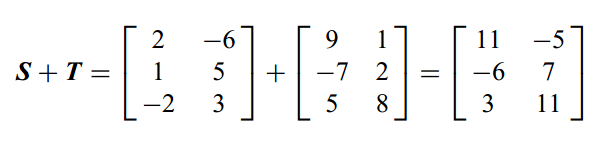 S + T = [ 2 −6 ; 1 5 ; −2 3 ] + [ 9 1 ; −7 2 ; 5 8 ] = [ 11 −5 ; −6 7 ; 3 11 ]